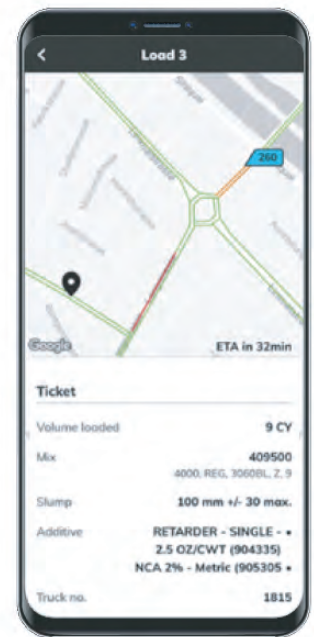 Load 3
260
Google
ETA in 32min
Ticket
Volume loaded 9 CY
Mix 409500
4000, REG, 3060BL, Z, 9
Slump 100 mm +/- 30 max.
Additive RETARDER - SINGLE - •
2.5 OZ/CWT (904335)
NCA 2% - Metric (905305 •
Truck no. 1815